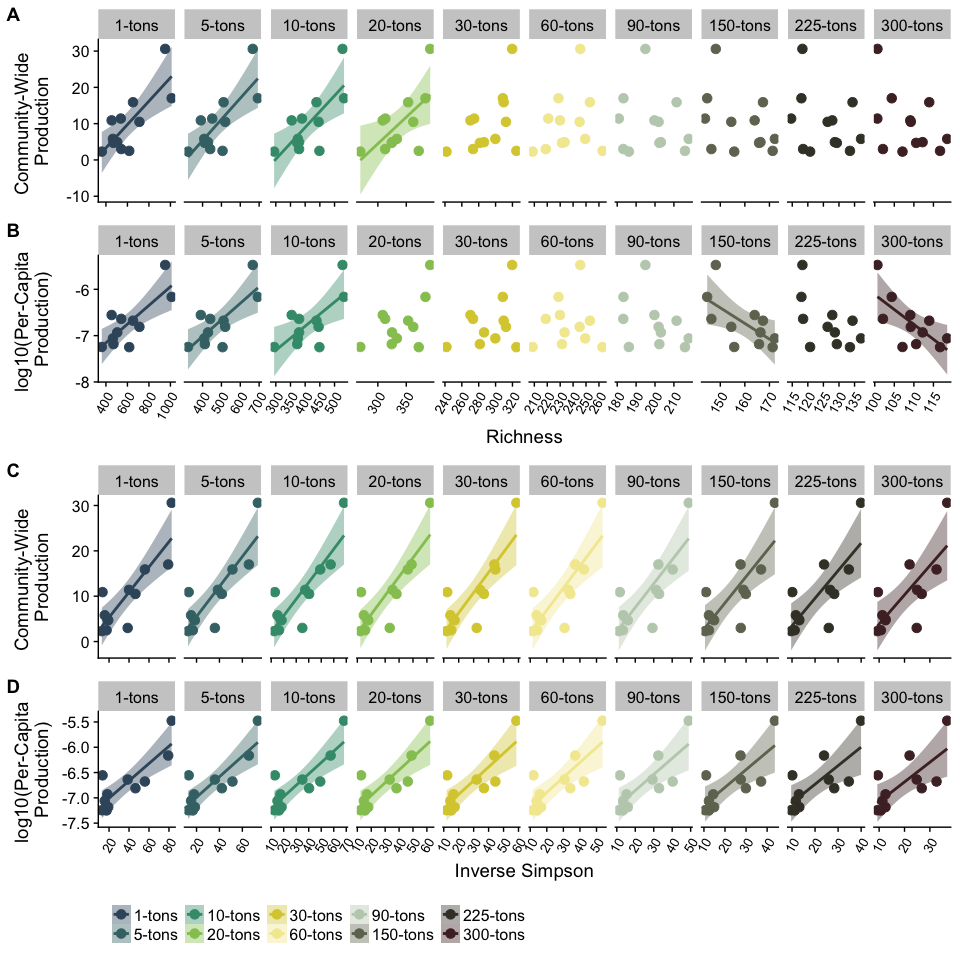 A
1-tons 5-tons 10-tons 20-tons 30-tons 60-tons 90-tons 150-tons 225-tons 300-tons
Community-Wide
Production
30
20
10
0
-10
B
1-tons 5-tons 10-tons 20-tons 30-tons 60-tons 90-tons 150-tons 225-tons 300-tons
log10(Per-Capita
Production)
-6
-7
-8
400 600 800 1000 400 500 600 700 300 350 400 450 500 300 350 240 260 280 300 320 210 220 230 240 250 260 180 190 200 210 150 160 170 115 120 125 130 135 100 105 110 115
Richness
C
1-tons 5-tons 10-tons 20-tons 30-tons 60-tons 90-tons 150-tons 225-tons 300-tons
Community-Wide
Production
30
20
10
0
D
1-tons 5-tons 10-tons 20-tons 30-tons 60-tons 90-tons 150-tons 225-tons 300-tons
log10(Per-Capita
Production)
-5.5
-6.0
-6.5
-7.0
-7.5
20 40 60 80 20 40 60 10 20 30 40 50 60 70 10 20 30 40 50 60 10 20 30 40 50 60 10 20 30 40 50 10 20 30 40 50 10 20 30 40 10 20 30 40 10 20 30
Inverse Simpson
1-tons 10-tons 30-tons 90-tons 225-tons
5-tons 20-tons 60-tons 150-tons 300-tons